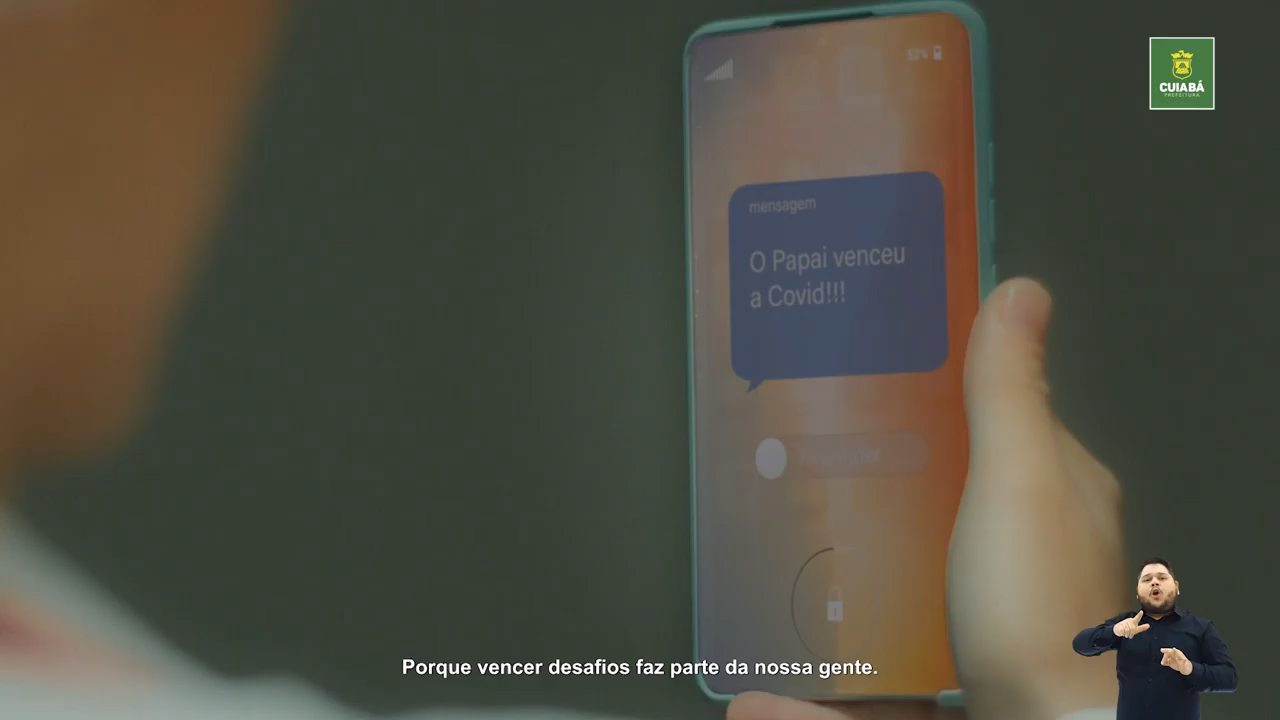 52%
CUIABÁ
PREFEITURA
mensagem
O Papai venceu
a Covid!!!
Porque vencer desafios faz parte da nossa gente.